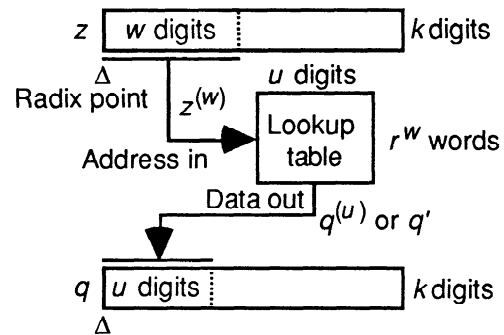 z w digits k digits
Δ
Radix point z(w) u digits
Address in Lookup table r^w words
Data out
q(u) or q'
q u digits k digits
Δ